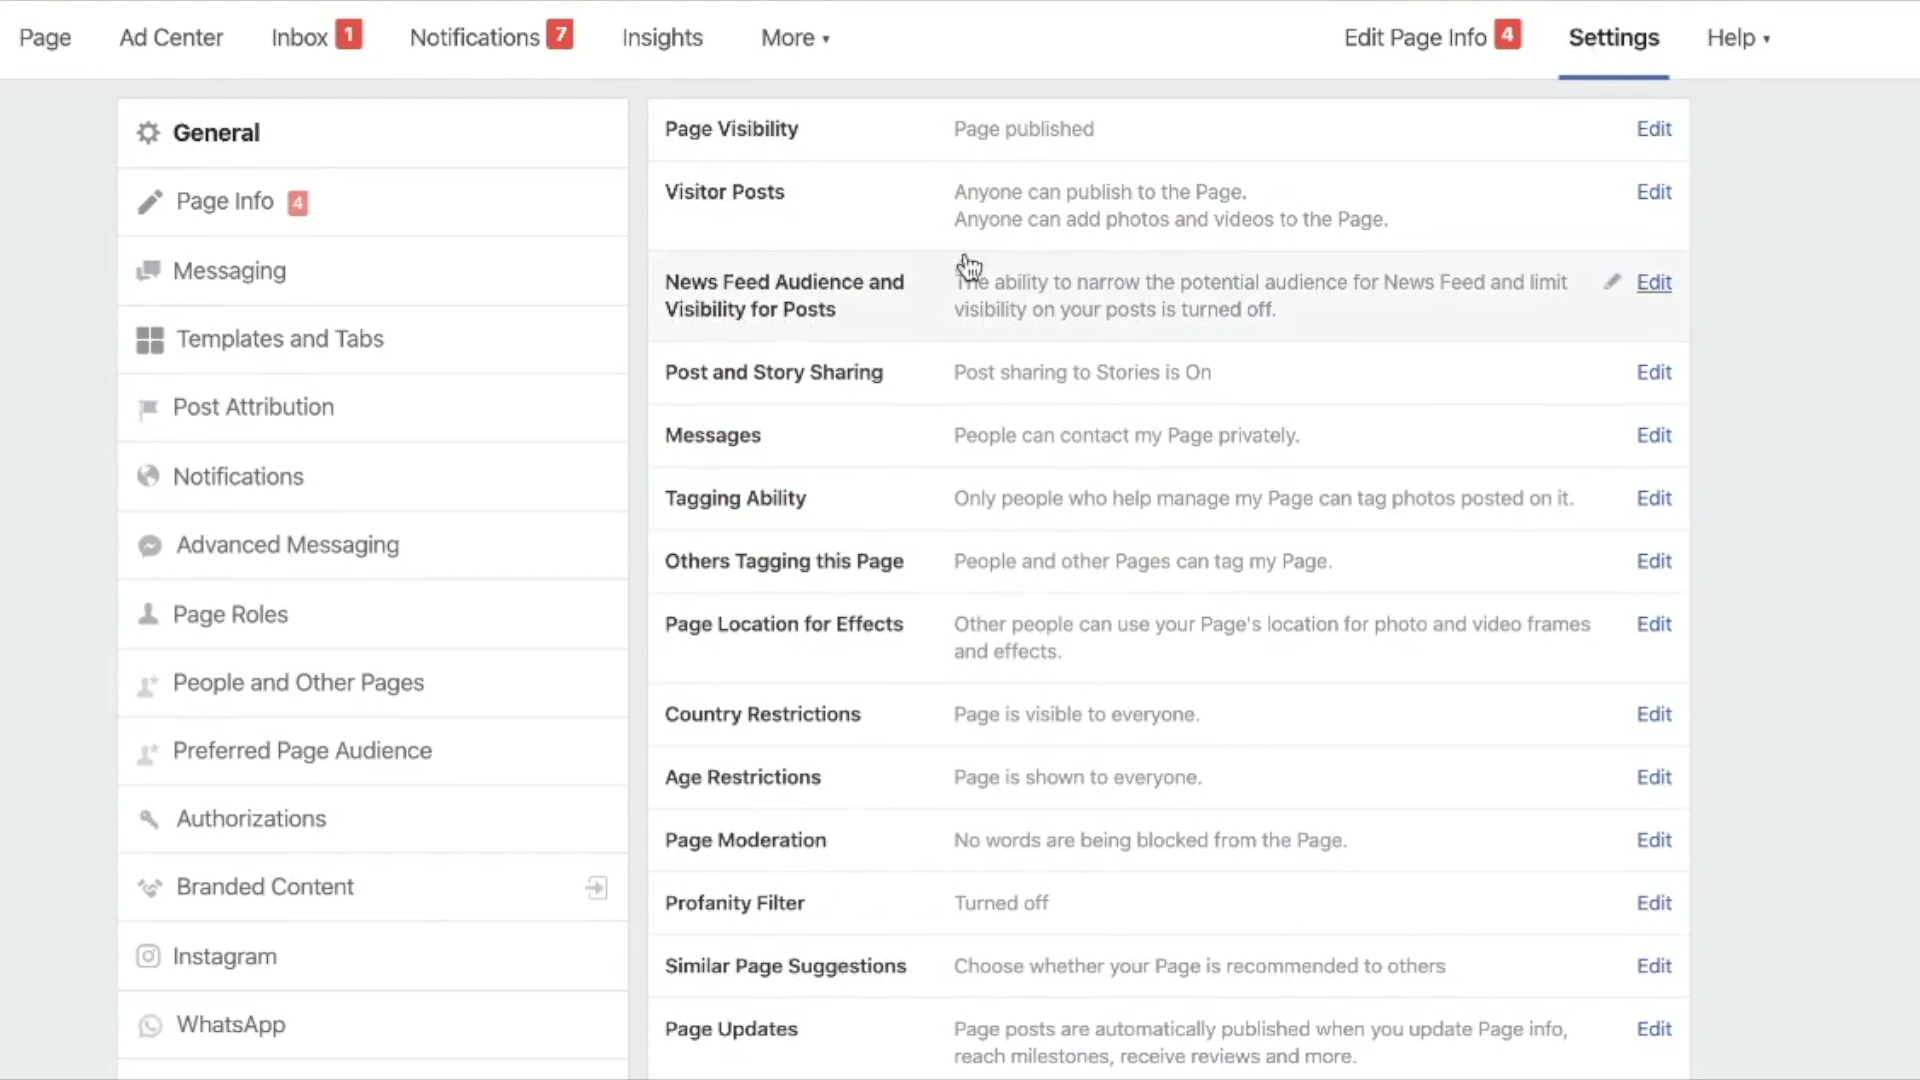 Page
Ad Center
Inbox 1
Notifications 7
Insights
More
Edit Page Info 4
Settings
Help
General
Page Info 4
Messaging
Templates and Tabs
Post Attribution
Notifications
Advanced Messaging
Page Roles
People and Other Pages
Preferred Page Audience
Authorizations
Branded Content
Instagram
WhatsApp
Page Visibility
Page published
Edit
Visitor Posts
Anyone can publish to the Page.
Anyone can add photos and videos to the Page.
Edit
News Feed Audience and
Visibility for Posts
The ability to narrow the potential audience for News Feed and limit
visibility on your posts is turned off.
Edit
Post and Story Sharing
Post sharing to Stories is On
Edit
Messages
People can contact my Page privately.
Edit
Tagging Ability
Only people who help manage my Page can tag photos posted on it.
Edit
Others Tagging this Page
People and other Pages can tag my Page.
Edit
Page Location for Effects
Other people can use your Page's location for photo and video frames
and effects.
Edit
Country Restrictions
Page is visible to everyone.
Edit
Age Restrictions
Page is shown to everyone.
Edit
Page Moderation
No words are being blocked from the Page.
Edit
Profanity Filter
Turned off
Edit
Similar Page Suggestions
Choose whether your Page is recommended to others
Edit
Page Updates
Page posts are automatically published when you update Page info,
reach milestones, receive reviews and more.
Edit